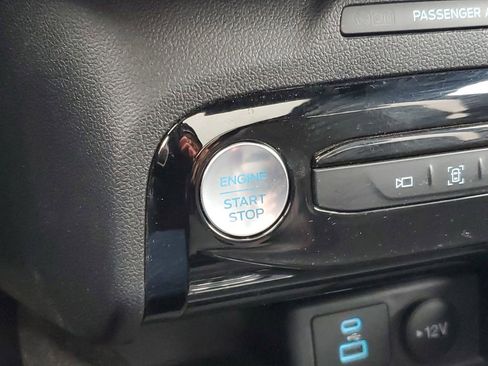 PASSENGER A
ENGINE
START
STOP
12V